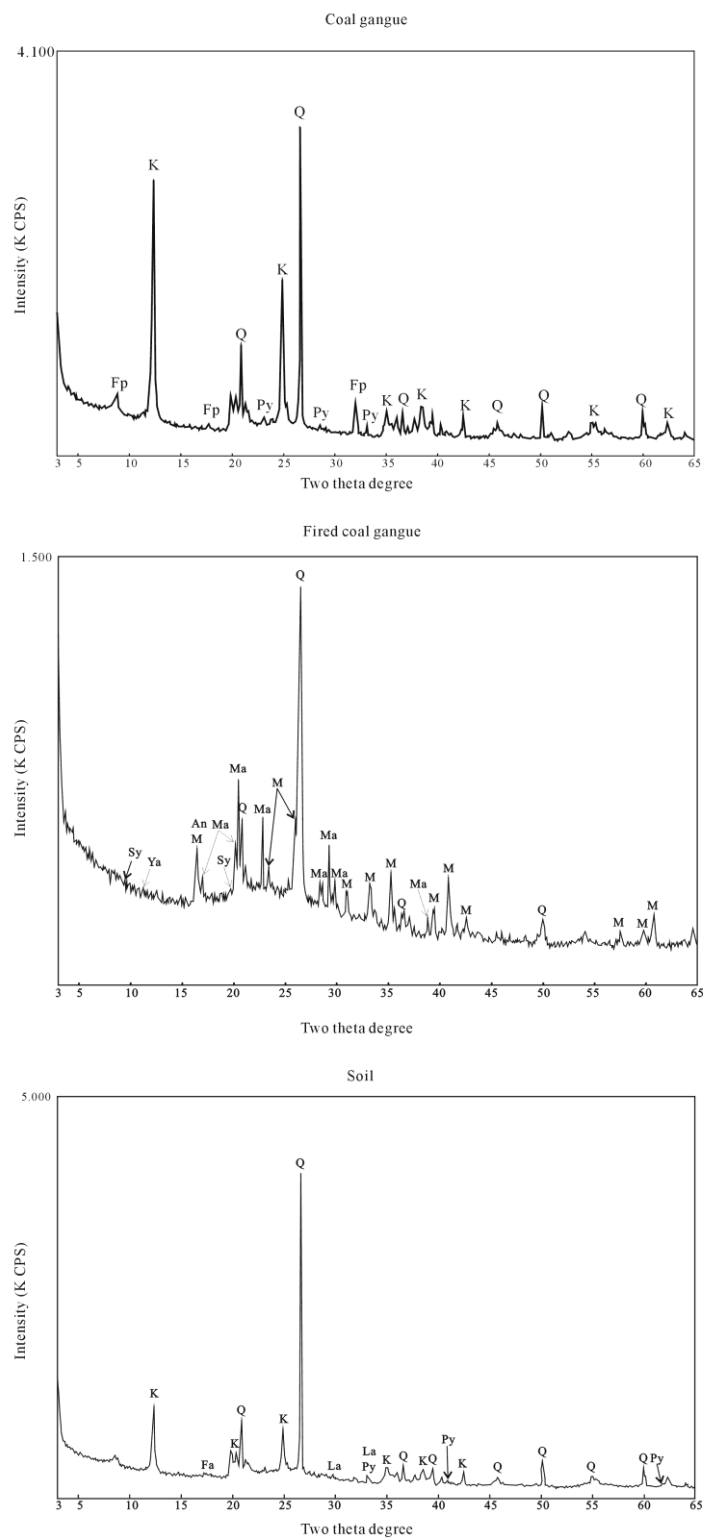 Coal gangue
4.100
Q
K
K
Q
Fp
Fp
Py
Py
Fp
Py
K
Q
K
K
Q
Q
K
Q
K
Intensity (K CPS)
3 5 10 15 20 25 30 35 40 45 50 55 60 65
Two theta degree
Fired coal gangue
1.500
Q
Ma
M
An
Ma
Q
Ma
M
Ma
Sy
Ya
Sy
Ma
Ma
M
M
M
Q
Ma
M
M
M
Q
M
M
M
Intensity (K CPS)
3 5 10 15 20 25 30 35 40 45 50 55 60 65
Two theta degree
Soil
5.000
Q
K
Q
K
K
Fa
La
La
Py
K
Q
K
Q
Py
K
Q
Q
Q
Q
Py
Intensity (K CPS)
3 5 10 15 20 25 30 35 40 45 50 55 60 65
Two theta degree